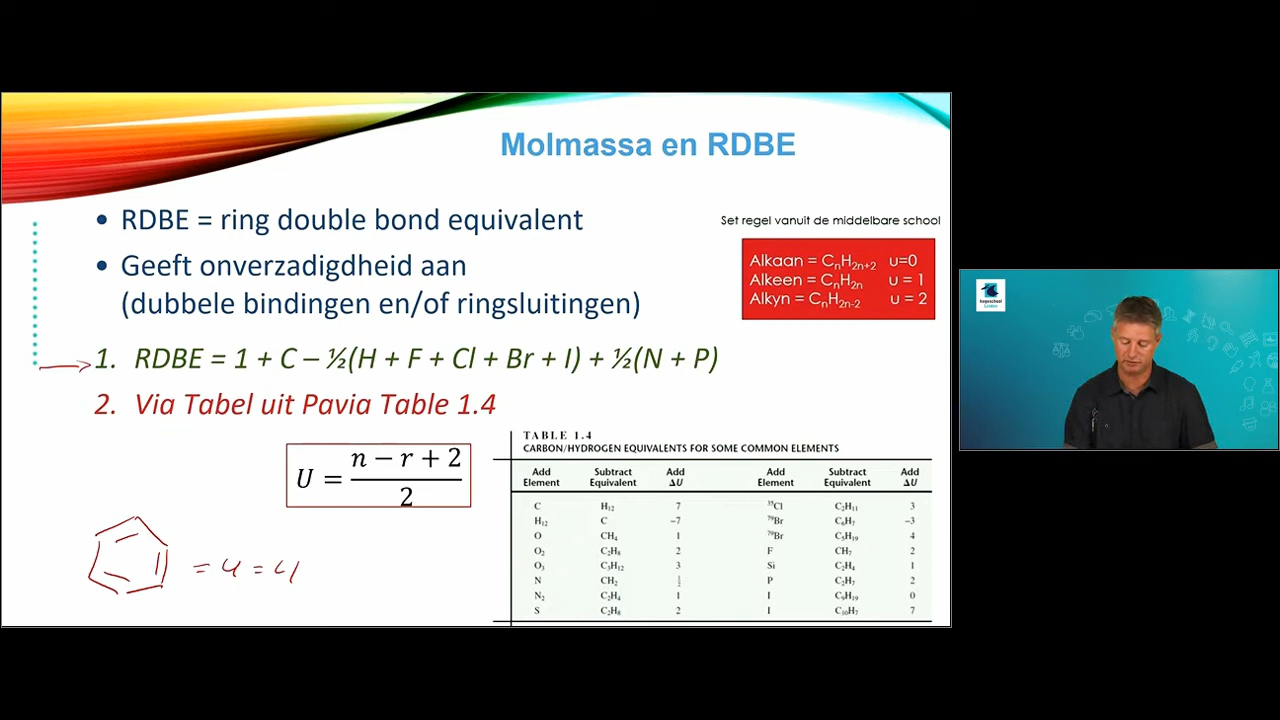 Molmassa en RDBE
• RDBE = ring double bond equivalent
• Geeft onverzadigdheid aan
(dubbele bindingen en/of ringsluitingen)
Set regel vanuit de middelbare school
Alkaan = CₙH₂ₙ₊₂ u=0
Alkeen = CₙH₂ₙ u = 1
Alkyn = CₙH₂ₙ₋₂ u = 2
1. RDBE = 1 + C – ½(H + F + Cl + Br + I) + ½(N + P)
2. Via Tabel uit Pavia Table 1.4
U = (n − r + 2)/2
= u = 4
TABLE 1.4
CARBON/HYDROGEN EQUIVALENTS FOR SOME COMMON ELEMENTS
Add Element Subtract Equivalent Add ΔU Add Element Subtract Equivalent Add ΔU
C H₁₂ 7 ³⁵Cl C₂H₁₁ 3
H₁₂ C −7 ⁷⁹Br C₆H₇ −3
O CH₄ 1 ⁷⁹Br C₅H₁₉ 4
O₂ C₂H₈ 2 F CH₇ 2
O₃ C₃H₁₂ 3 Si C₂H₄ 1
N CH₂ ½ P C₂H₇ 2
N₂ C₂H₄ 1 I C₉H₁₉ 0
S C₂H₈ 2 I C₁₀H₇ 7
hogeschool
Leiden